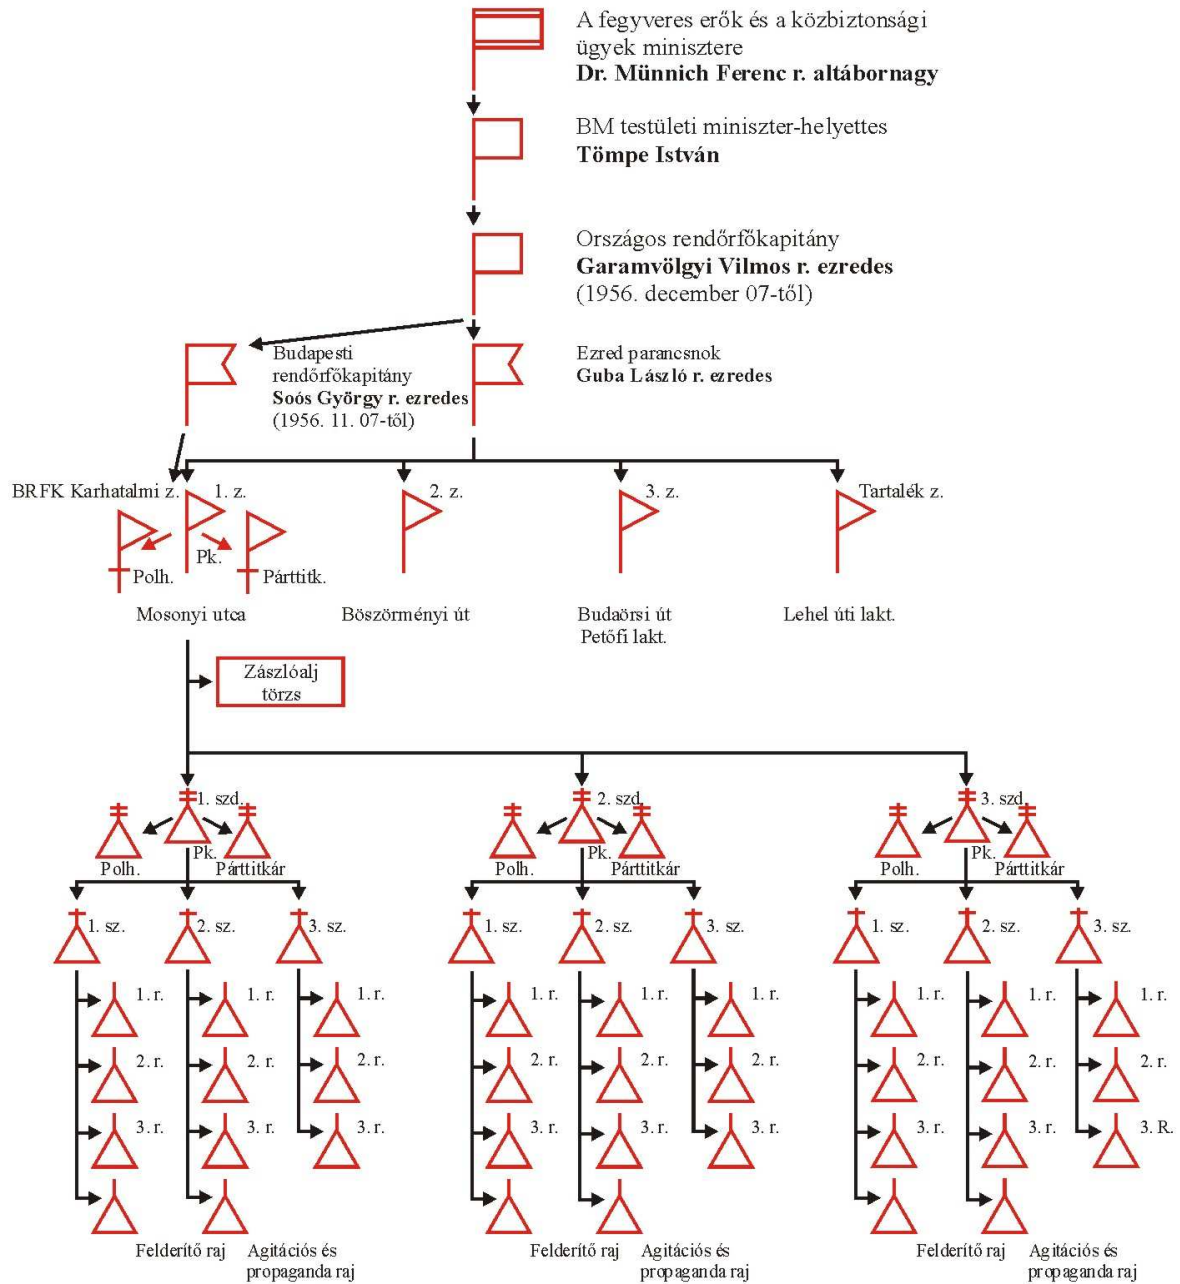 A fegyveres erők és a közbiztonsági
ügyek minisztere
Dr. Münnich Ferenc r. altábornagy
BM testületi miniszter-helyettes
Tömpe István
Országos rendőrfőkapitány
Garamvölgyi Vilmos r. ezredes
(1956. december 07-től)
Budapesti
rendőrfőkapitány
Soós György r. ezredes
(1956. 11. 07-től)
Ezred parancsnok
Guba László r. ezredes
BRFK Karhatalmi z.
1. z.
2. z.
3. z.
Tartalék z.
Polh.
Pk.
Párttitk.
Mosonyi utca
Böszörményi út
Budaörsi út
Petőfi lakt.
Lehel úti lakt.
Zászlóalj
törzs
1. szd.
Polh.
Pk.
Párttitkár
2. szd.
Polh.
Pk.
Párttitkár
3. szd.
Polh.
Pk.
Párttitkár
1. sz.
2. sz.
3. sz.
1. sz.
2. sz.
3. sz.
1. sz.
2. sz.
3. sz.
1. r.
1. r.
1. r.
1. r.
1. r.
1. r.
1. r.
1. r.
1. r.
2. r.
2. r.
2. r.
2. r.
2. r.
2. r.
2. r.
2. r.
2. r.
3. r.
3. r.
3. r.
3. r.
3. r.
3. r.
3. r.
3. r.
3. R.
Felderítő raj
Agitációs és
propaganda raj
Felderítő raj
Agitációs és
propaganda raj
Felderítő raj
Agitációs és
propaganda raj